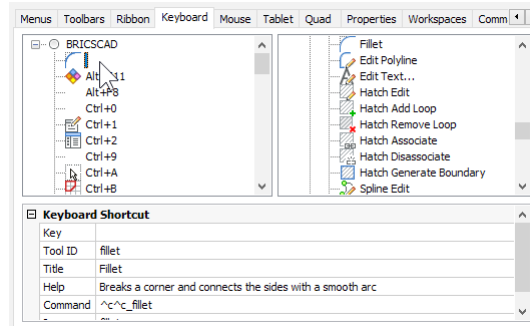 Menus Toolbars Ribbon Keyboard Mouse Tablet Quad Properties Workspaces Comm
BRICSCAD
Alt 11
Alt+F8
Ctrl+0
Ctrl+1
Ctrl+2
Ctrl+9
Ctrl+A
Ctrl+B
Fillet
Edit Polyline
Edit Text...
Hatch Edit
Hatch Add Loop
Hatch Remove Loop
Hatch Associate
Hatch Disassociate
Hatch Generate Boundary
Spline Edit
Keyboard Shortcut
Key
Tool ID fillet
Title Fillet
Help Breaks a corner and connects the sides with a smooth arc
Command ^c^c_fillet